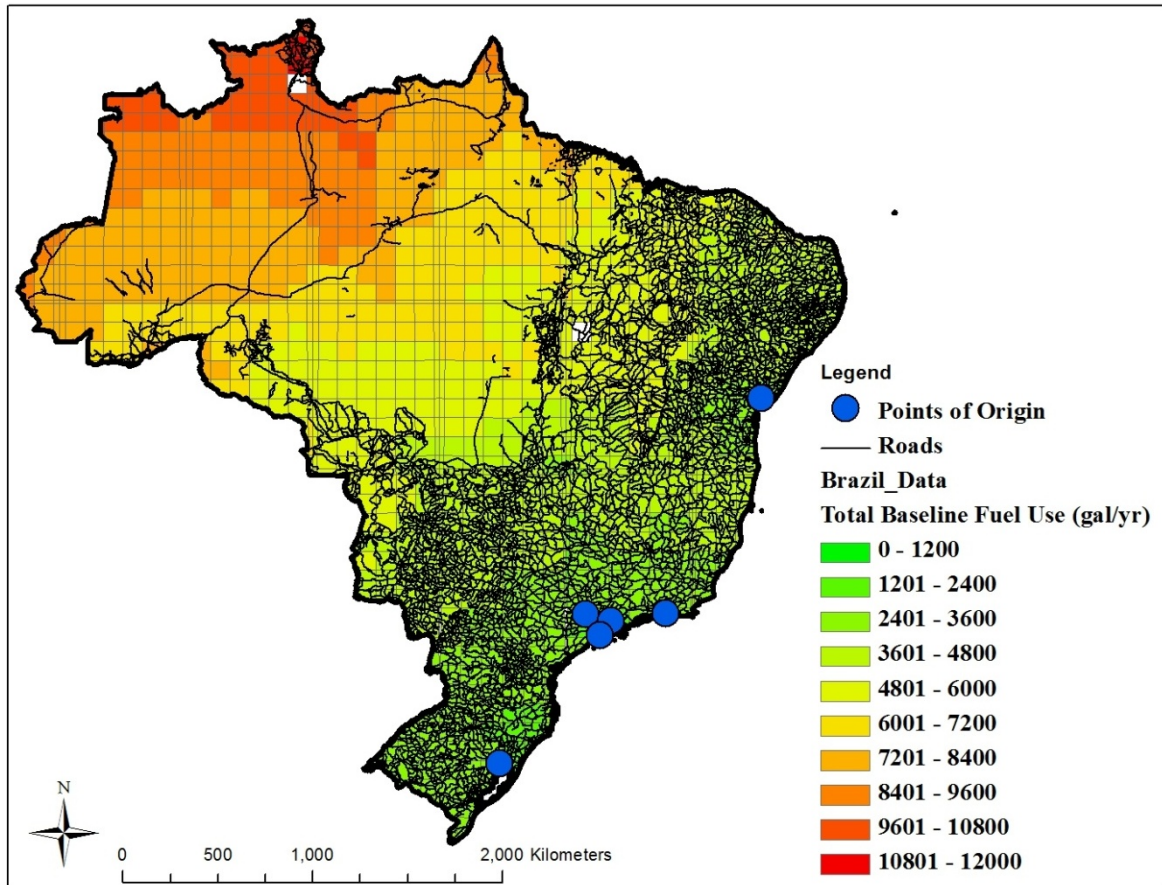 Legend
Points of Origin
Roads
Brazil_Data
Total Baseline Fuel Use (gal/yr)
0 - 1200
1201 - 2400
2401 - 3600
3601 - 4800
4801 - 6000
6001 - 7200
7201 - 8400
8401 - 9600
9601 - 10800
10801 - 12000
N
0 500 1,000 2,000 Kilometers